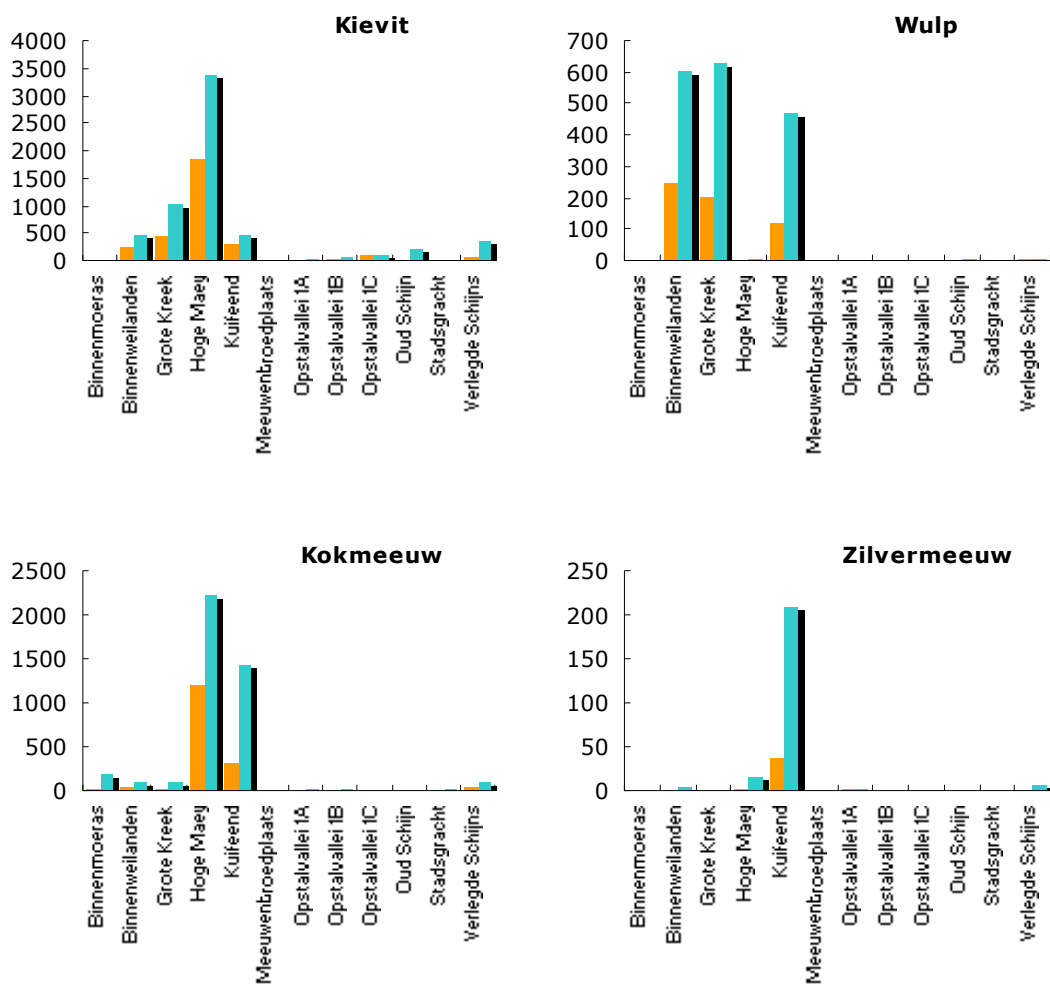 Kievit
4000
3500
3000
2500
2000
1500
1000
500
0
Binnenmoeras
Binnenweilanden
Grote Kreek
Hoge Maeij
Kuifeend
Meeuwenbroedplaats
Opstalvallei 1A
Opstalvallei 1B
Opstalvallei 1C
Oud Schijn
Stadsgracht
Verlegde Schijns
Wulp
700
600
500
400
300
200
100
0
Binnenmoeras
Binnenweilanden
Grote Kreek
Hoge Maeij
Kuifeend
Meeuwenbroedplaats
Opstalvallei 1A
Opstalvallei 1B
Opstalvallei 1C
Oud Schijn
Stadsgracht
Verlegde Schijns
Kokmeeuw
2500
2000
1500
1000
500
0
Binnenmoeras
Binnenweilanden
Grote Kreek
Hoge Maeij
Kuifeend
Meeuwenbroedplaats
Opstalvallei 1A
Opstalvallei 1B
Opstalvallei 1C
Oud Schijn
Stadsgracht
Verlegde Schijns
Zilvermeeuw
250
200
150
100
50
0
Binnenmoeras
Binnenweilanden
Grote Kreek
Hoge Maeij
Kuifeend
Meeuwenbroedplaats
Opstalvallei 1A
Opstalvallei 1B
Opstalvallei 1C
Oud Schijn
Stadsgracht
Verlegde Schijns